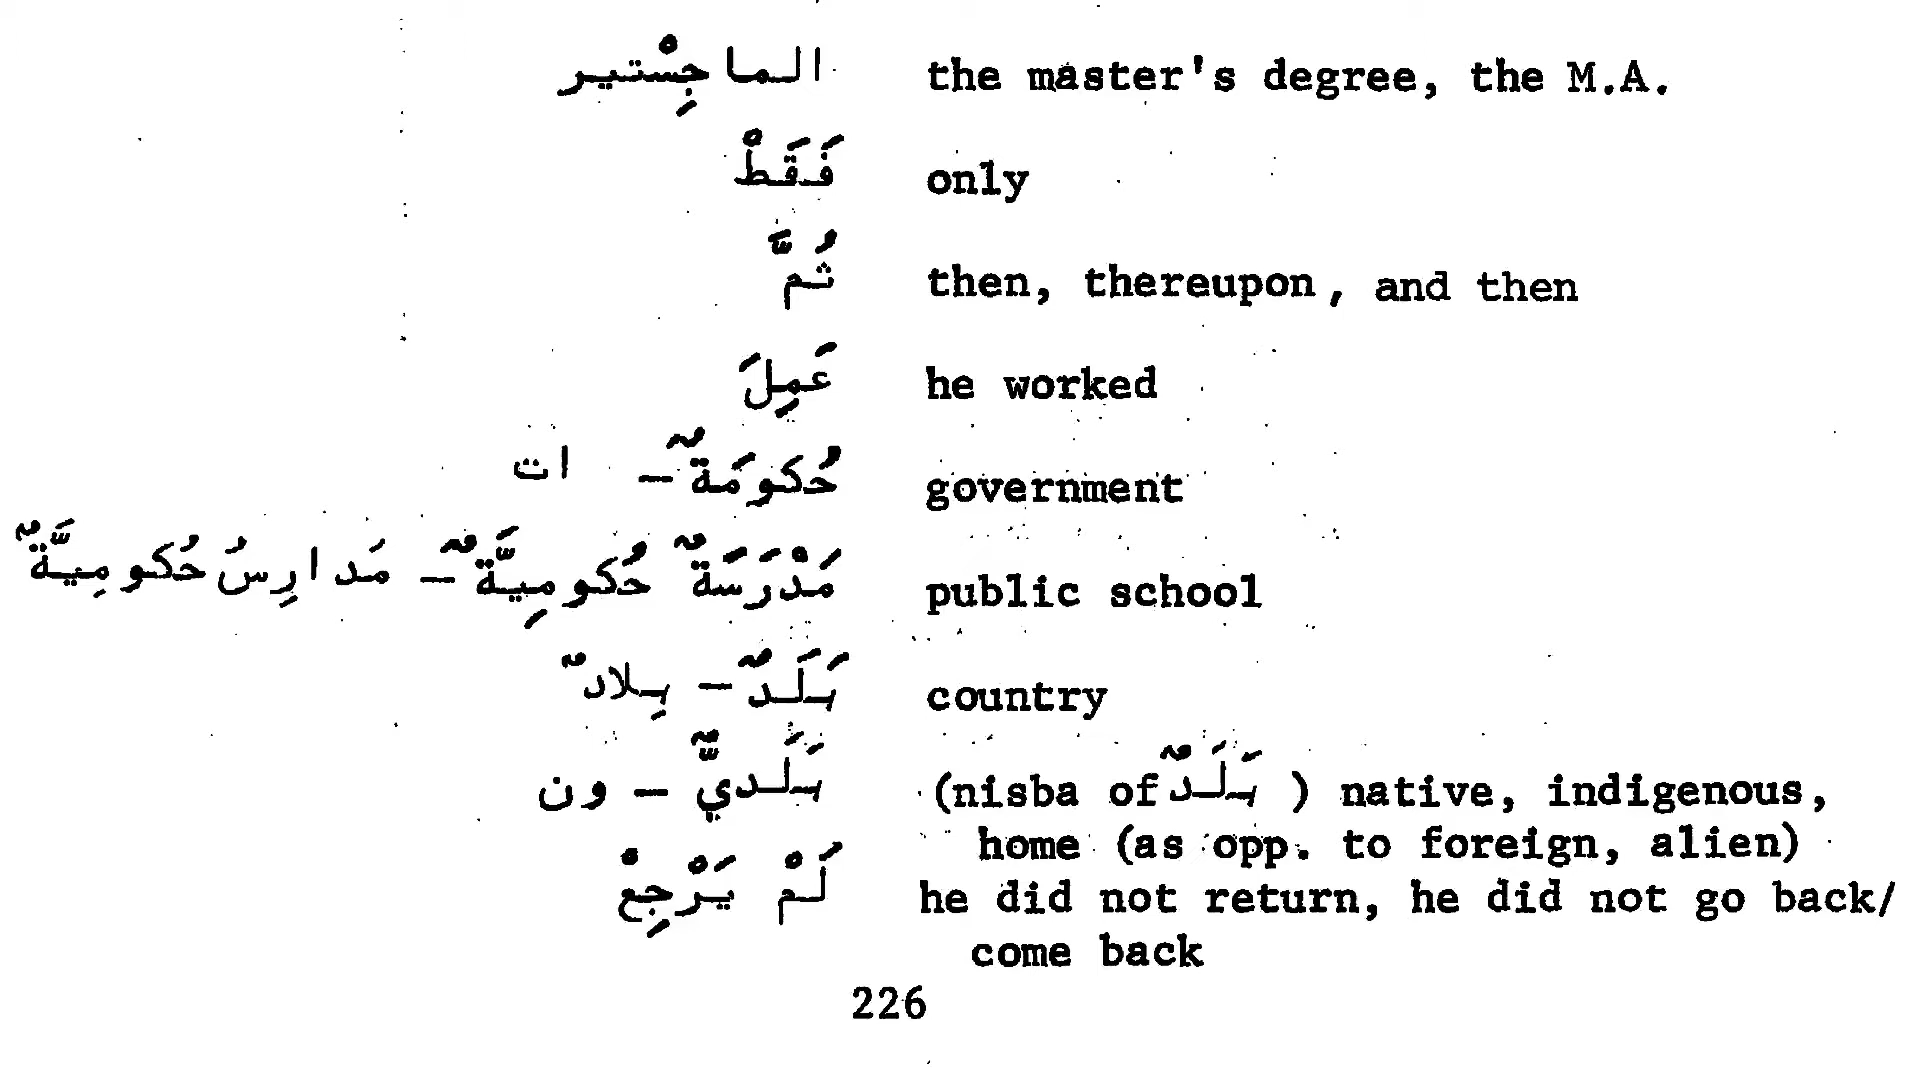 الماجِسْتير the master's degree, the M.A.
فَقَطْ only
ثُمَّ then, thereupon, and then
عَمِلَ he worked
حُكومَةٌ – ات government
مَدْرَسَةٌ حُكومِيَّةٌ – مَدارِسُ حُكومِيَّةٌ public school
بَلَدٌ – بِلادٌ country
بَلَديٌّ – ون (nisba of بَلَدٌ ) native, indigenous,
home (as opp. to foreign, alien)
لَمْ يَرْجِعْ he did not return, he did not go back/
come back
226